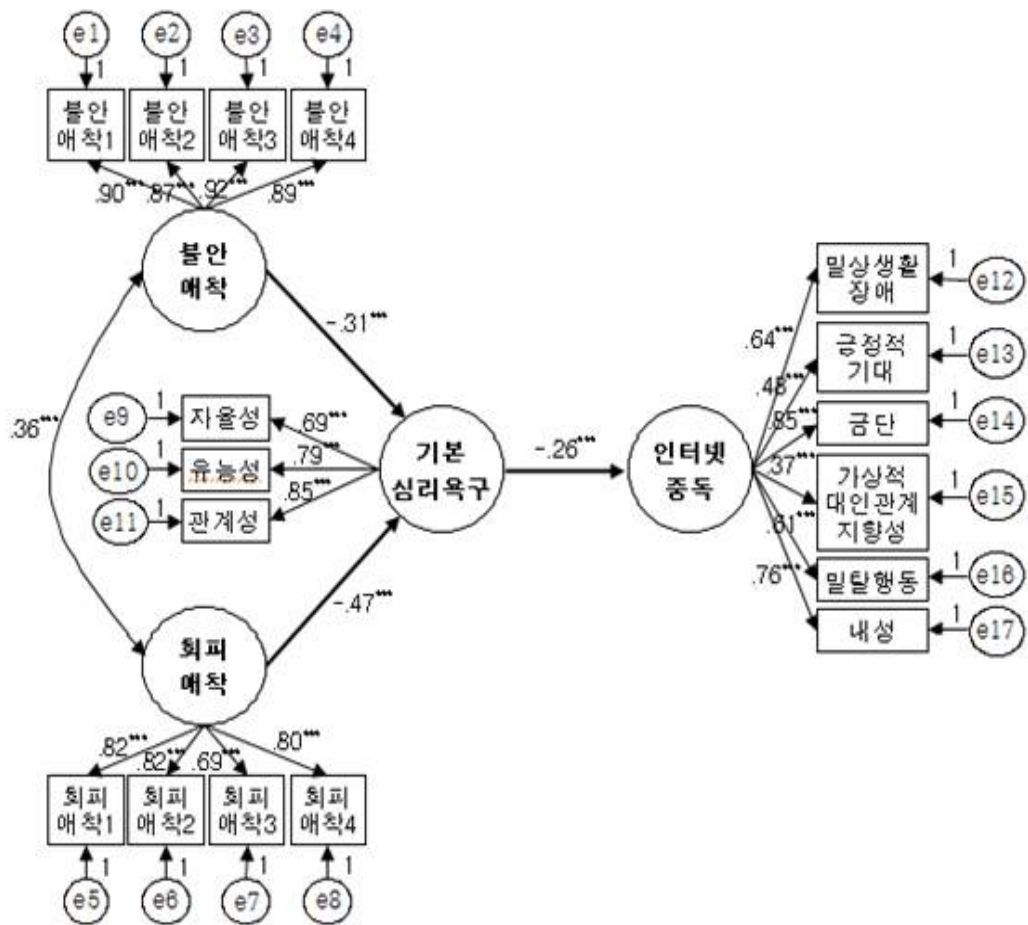 e1
e2
e3
e4
1
1
1
1
불안
애착1
불안
애착2
불안
애착3
불안
애착4
.90***
.87***
.92***
.89***
불안
애착
-.31***
.36***
e9
1
자율성
.69***
e10
1
유능성
.79***
e11
1
관계성
.85***
기본
심리욕구
-.26***
인터넷
중독
-.47***
회피
애착
.82***
.82***
.69***
.80***
회피
애착1
회피
애착2
회피
애착3
회피
애착4
1
1
1
1
e5
e6
e7
e8
.64***
.48***
.85***
.37***
.61***
.76***
일상생활
장애
1
e12
긍정적
기대
1
e13
금단
1
e14
가상적
대인관계
지향성
1
e15
일탈행동
1
e16
내성
1
e17